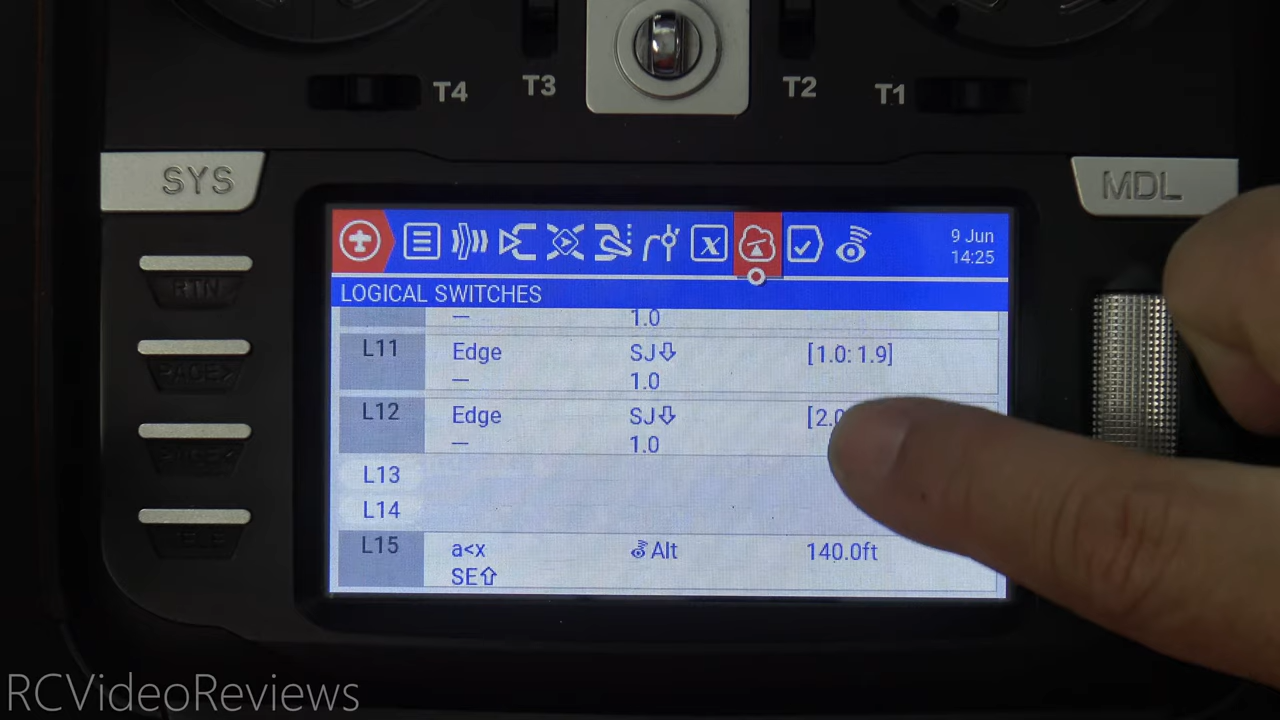 T4
T3
T2
T1
SYS
MDL
RTN
PAGE>
9 Jun
14:25
LOGICAL SWITCHES
— 1.0
L11 Edge SJ⇩ [1.0:1.9]
— 1.0
L12 Edge SJ⇩ [2.0
— 1.0
L13
L14
L15 a<x Alt 140.0ft
SE⇧
RCVideoReviews